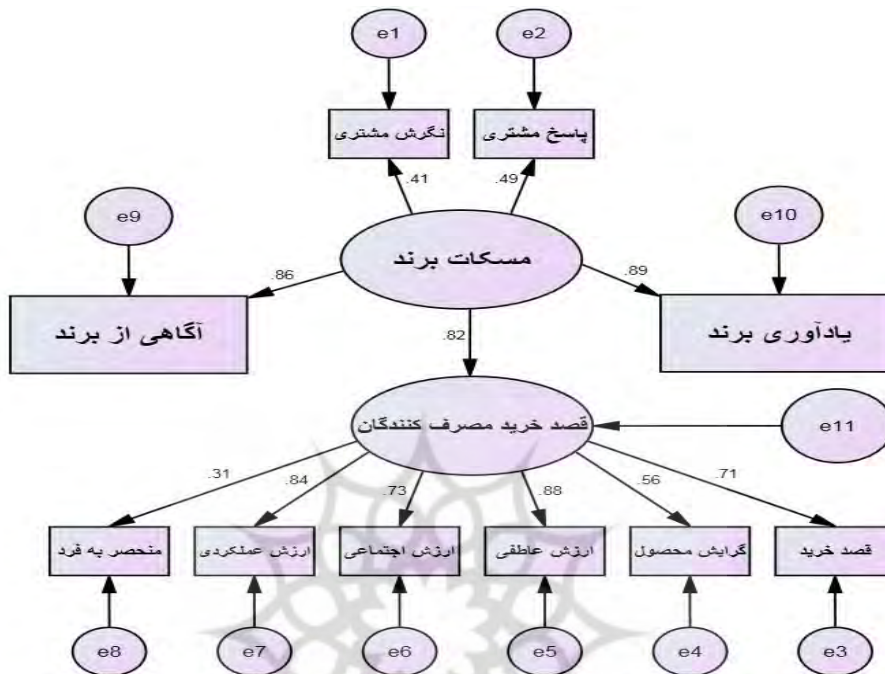 e1
e2
نگرش مشتری
پاسخ مشتری
.41
.49
e9
e10
مسکات برند
.86
.89
آگاهی از برند
یادآوری برند
.82
قصد خرید مصرف کنندگان
e11
.31
.84
.73
.88
.56
.71
منحصر به فرد
ارزش عملکردی
ارزش اجتماعی
ارزش عاطفی
گرایش محصول
قصد خرید
e8
e7
e6
e5
e4
e3